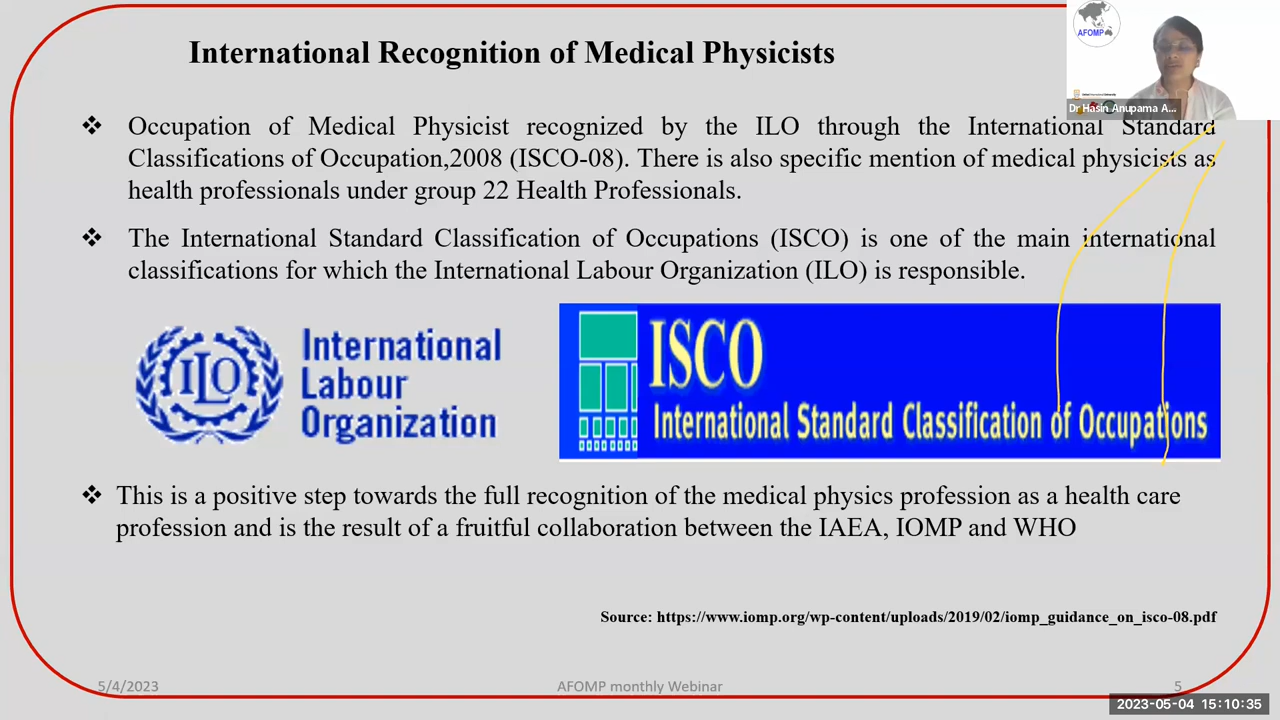 International Recognition of Medical Physicists
AFOMP
Dr Hasin Anupama A...
❖ Occupation of Medical Physicist recognized by the ILO through the International Standard
Classifications of Occupation,2008 (ISCO-08). There is also specific mention of medical physicists as
health professionals under group 22 Health Professionals.
❖ The International Standard Classification of Occupations (ISCO) is one of the main international
classifications for which the International Labour Organization (ILO) is responsible.
ILO
International
Labour
Organization
ISCO
International Standard Classification of Occupations
❖ This is a positive step towards the full recognition of the medical physics profession as a health care
profession and is the result of a fruitful collaboration between the IAEA, IOMP and WHO
Source: https://www.iomp.org/wp-content/uploads/2019/02/iomp_guidance_on_isco-08.pdf
5/4/2023
AFOMP monthly Webinar
5
2023-05-04 15:10:35